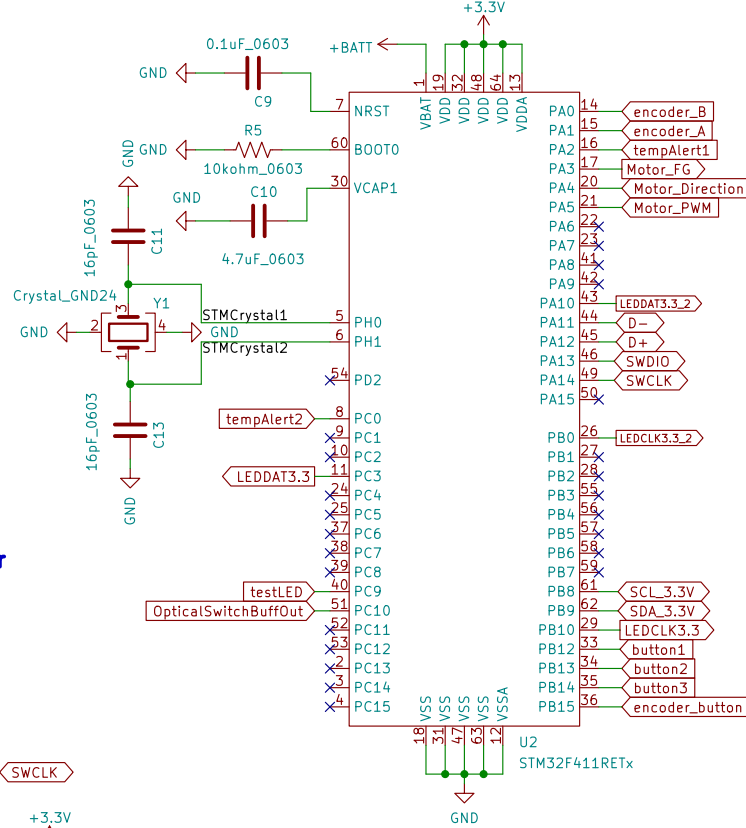 +3.3V
0.1uF_0603
+BATT
GND
C9
1 VBAT
19 VDD
32 VDD
48 VDD
64 VDD
13 VDDA
7 NRST
R5
GND
10kohm_0603
60 BOOT0
GND
C10
30 VCAP1
4.7uF_0603
GND
16pF_0603
C11
Crystal_GND24
Y1
3
GND
2
4
GND
1
STMCrystal1
5 PH0
STMCrystal2
6 PH1
16pF_0603
C13
GND
54 PD2
tempAlert2
8 PC0
9 PC1
10 PC2
LEDDAT3.3
11 PC3
24 PC4
25 PC5
37 PC6
38 PC7
39 PC8
testLED
40 PC9
OpticalSwitchBuffOut
51 PC10
52 PC11
53 PC12
2 PC13
3 PC14
4 PC15
PA0 14 encoder_B
PA1 15 encoder_A
PA2 16 tempAlert1
PA3 17 Motor_FG
PA4 20 Motor_Direction
PA5 21 Motor_PWM
PA6 22
PA7 23
PA8 41
PA9 42
PA10 43 LEDDAT3.3_2
PA11 44 D-
PA12 45 D+
PA13 46 SWDIO
PA14 49 SWCLK
PA15 50
PB0 26 LEDCLK3.3_2
PB1 27
PB2 28
PB3 55
PB4 56
PB5 57
PB6 58
PB7 59
PB8 61 SCL_3.3V
PB9 62 SDA_3.3V
PB10 29 LEDCLK3.3
PB12 33 button1
PB13 34 button2
PB14 35 button3
PB15 36 encoder_button
18 VSS
31 VSS
47 VSS
63 VSS
12 VSSA
U2
STM32F411RETx
GND
r
SWCLK
+3.3V